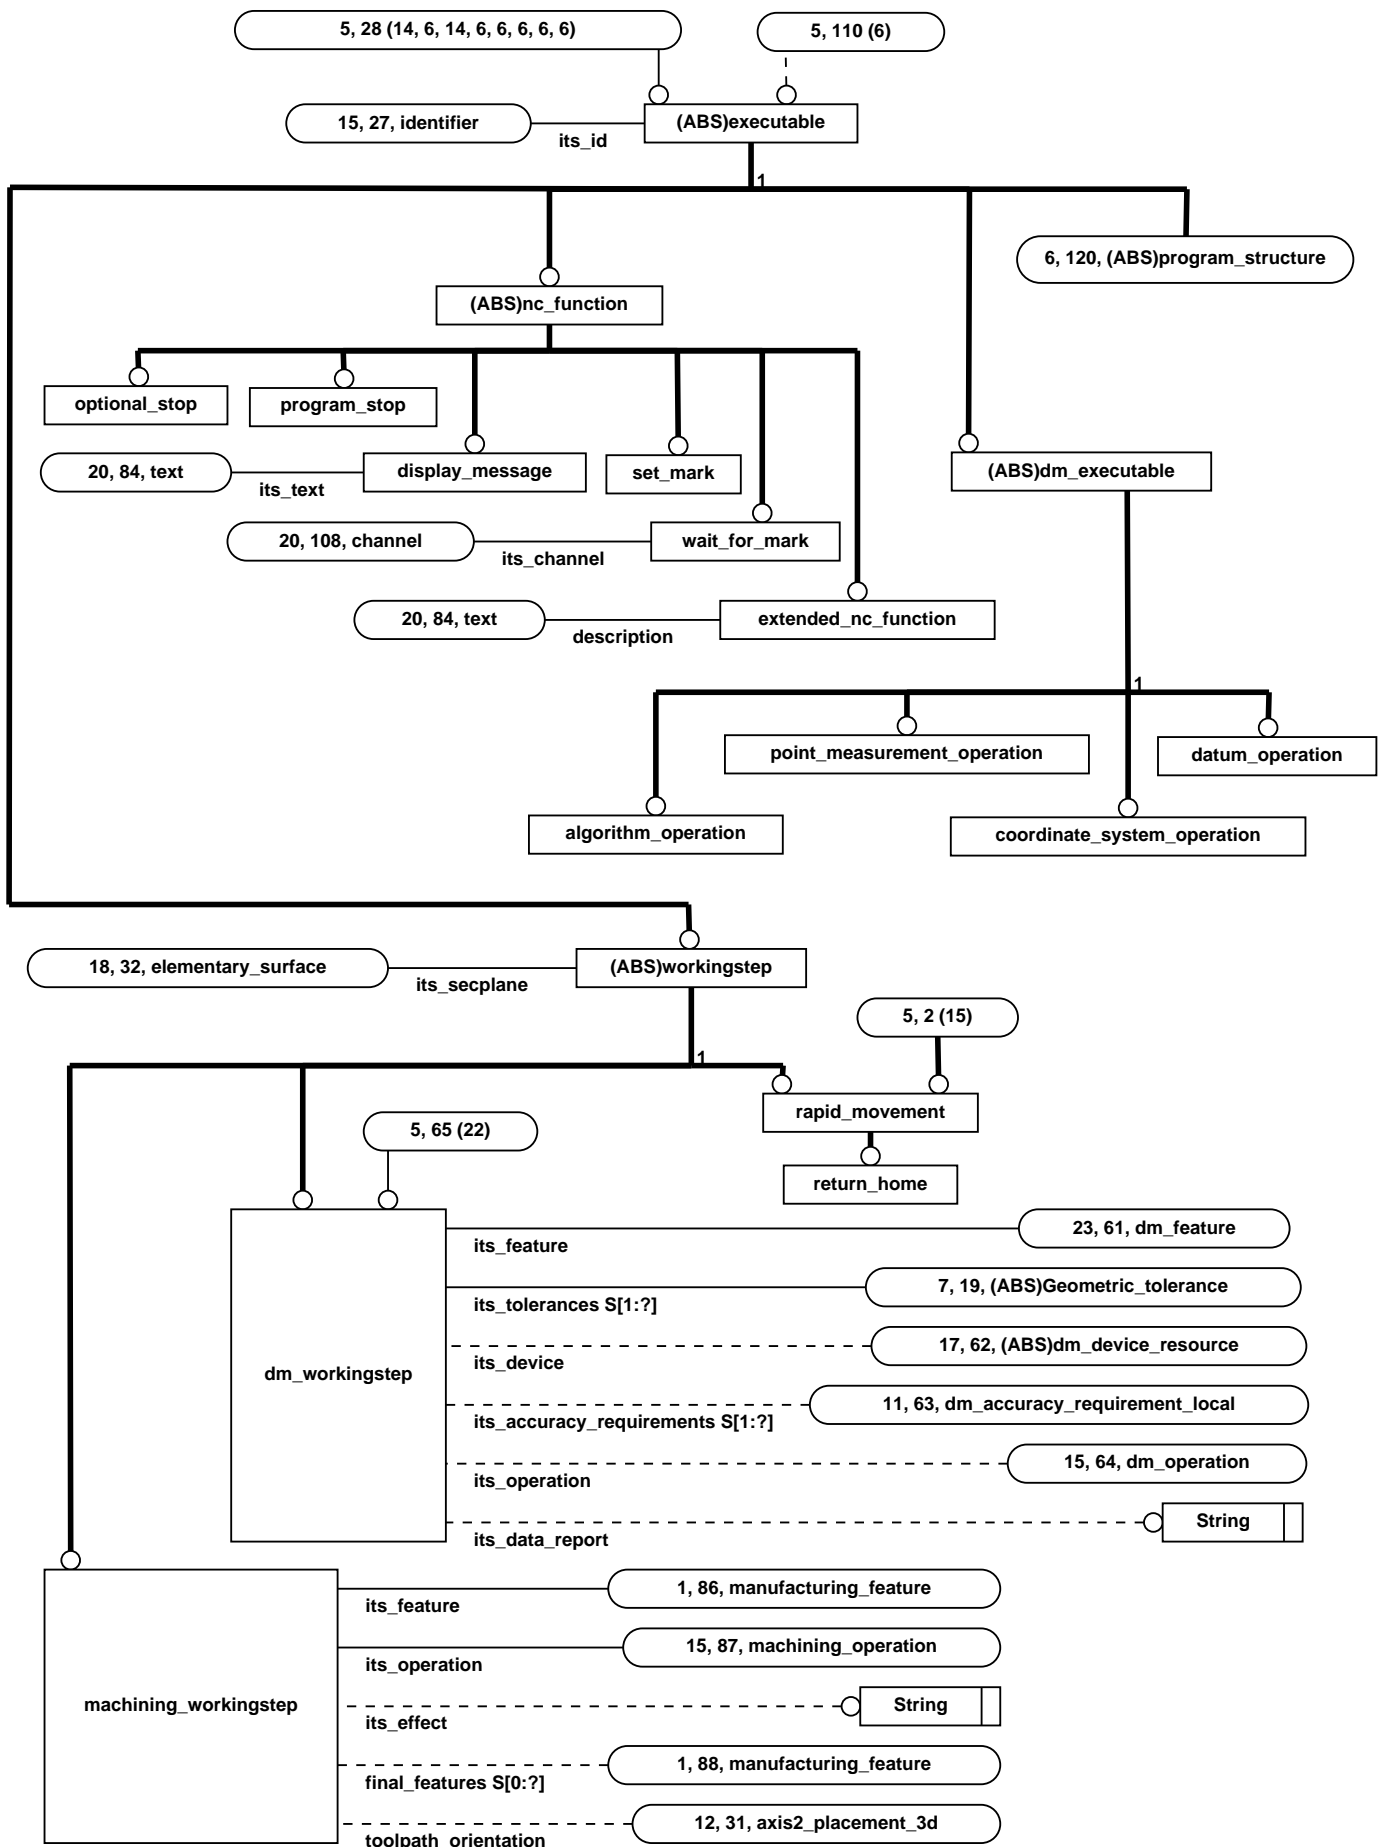 5, 28 (14, 6, 14, 6, 6, 6, 6, 6)
5, 110 (6)
15, 27, identifier
its_id
(ABS)executable
1
6, 120, (ABS)program_structure
(ABS)nc_function
optional_stop
program_stop
20, 84, text
its_text
display_message
set_mark
(ABS)dm_executable
20, 108, channel
its_channel
wait_for_mark
20, 84, text
description
extended_nc_function
1
point_measurement_operation
datum_operation
algorithm_operation
coordinate_system_operation
18, 32, elementary_surface
its_secplane
(ABS)workingstep
5, 2 (15)
1
rapid_movement
5, 65 (22)
return_home
its_feature
23, 61, dm_feature
its_tolerances S[1:?]
7, 19, (ABS)Geometric_tolerance
dm_workingstep
its_device
17, 62, (ABS)dm_device_resource
its_accuracy_requirements S[1:?]
11, 63, dm_accuracy_requirement_local
its_operation
15, 64, dm_operation
its_data_report
String
its_feature
1, 86, manufacturing_feature
its_operation
15, 87, machining_operation
machining_workingstep
its_effect
String
final_features S[0:?]
1, 88, manufacturing_feature
toolpath_orientation
12, 31, axis2_placement_3d